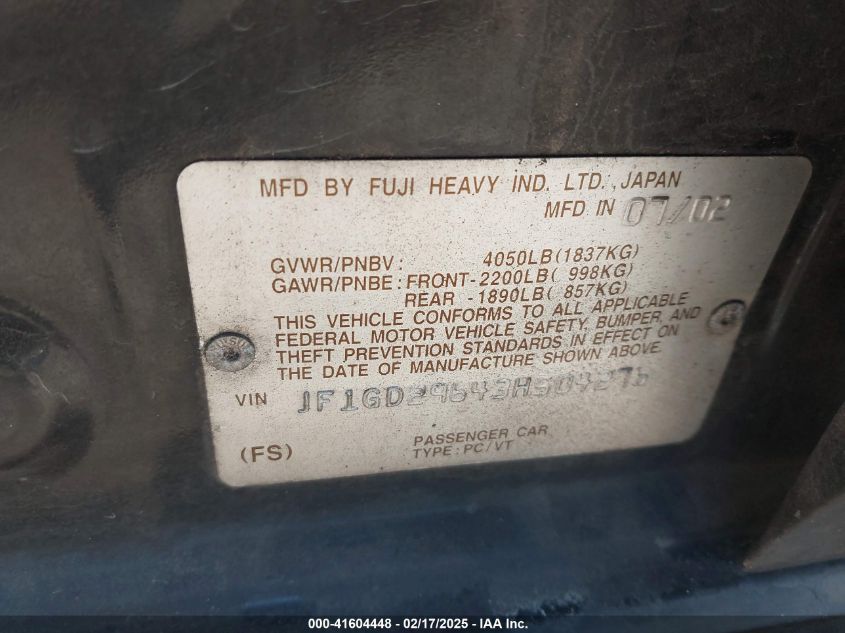 MFD BY FUJI HEAVY IND. LTD., JAPAN
MFD IN 07/02
GVWR/PNBV: 4050LB(1837KG)
GAWR/PNBE: FRONT-2200LB( 998KG)
REAR -1890LB( 857KG)
THIS VEHICLE CONFORMS TO ALL APPLICABLE
FEDERAL MOTOR VEHICLE SAFETY, BUMPER, AND
THEFT PREVENTION STANDARDS IN EFFECT ON
THE DATE OF MANUFACTURE SHOWN ABOVE.
VIN JF1GD29643H504276
(FS) PASSENGER CAR
TYPE: PC/VT
000-41604448 - 02/17/2025 - IAA Inc.